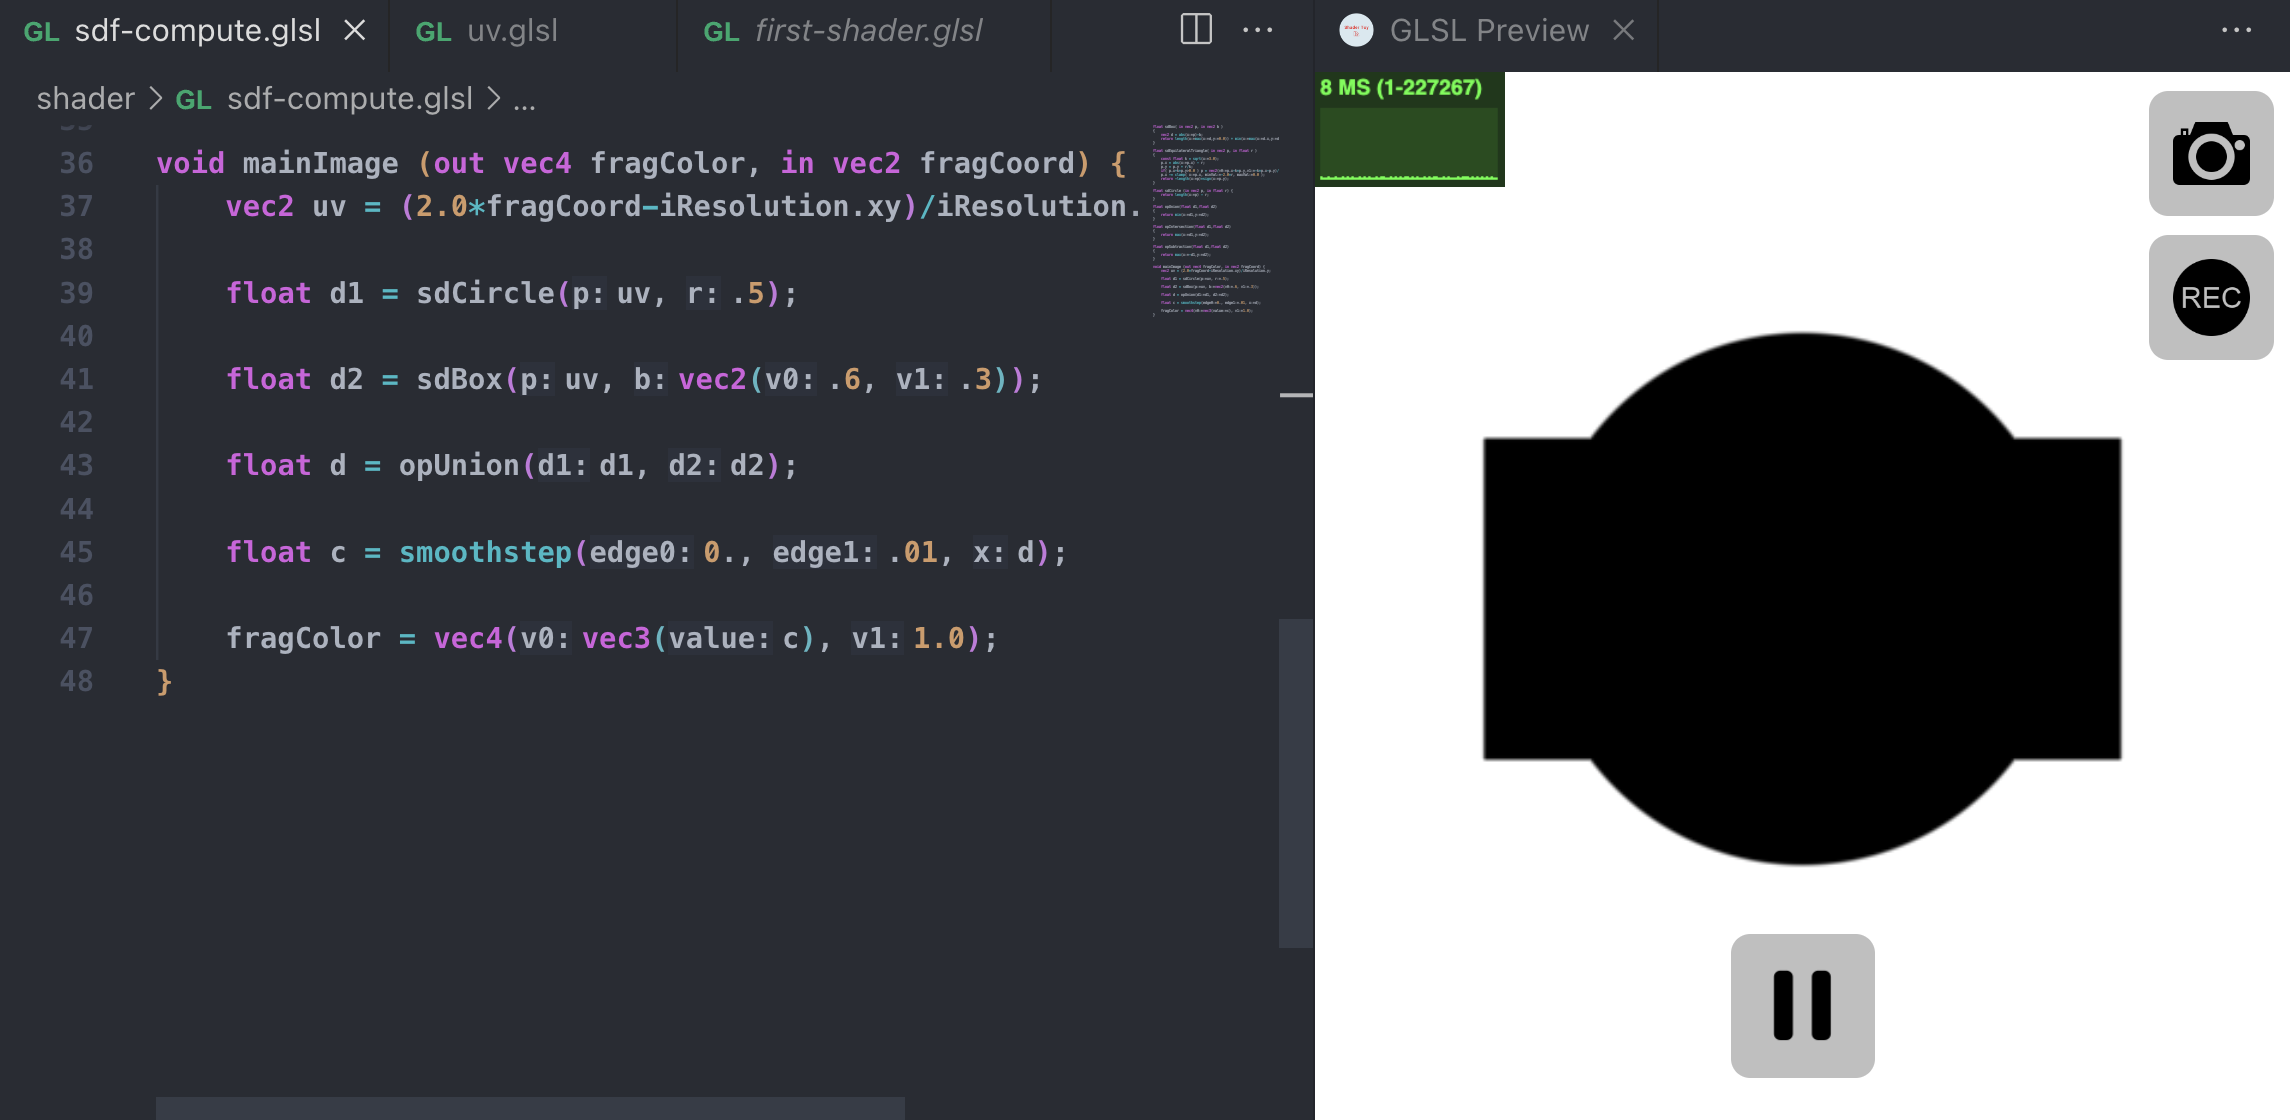 GL sdf-compute.glsl
GL uv.glsl
GL first-shader.glsl
GLSL Preview
shader > GL sdf-compute.glsl > ...
36 void mainImage (out vec4 fragColor, in vec2 fragCoord) {
37 vec2 uv = (2.0*fragCoord-iResolution.xy)/iResolution.
38
39 float d1 = sdCircle(p: uv, r: .5);
40
41 float d2 = sdBox(p: uv, b: vec2(v0: .6, v1: .3));
42
43 float d = opUnion(d1: d1, d2: d2);
44
45 float c = smoothstep(edge0: 0., edge1: .01, x: d);
46
47 fragColor = vec4(v0: vec3(value: c), v1: 1.0);
48 }
8 MS (1-227267)
REC